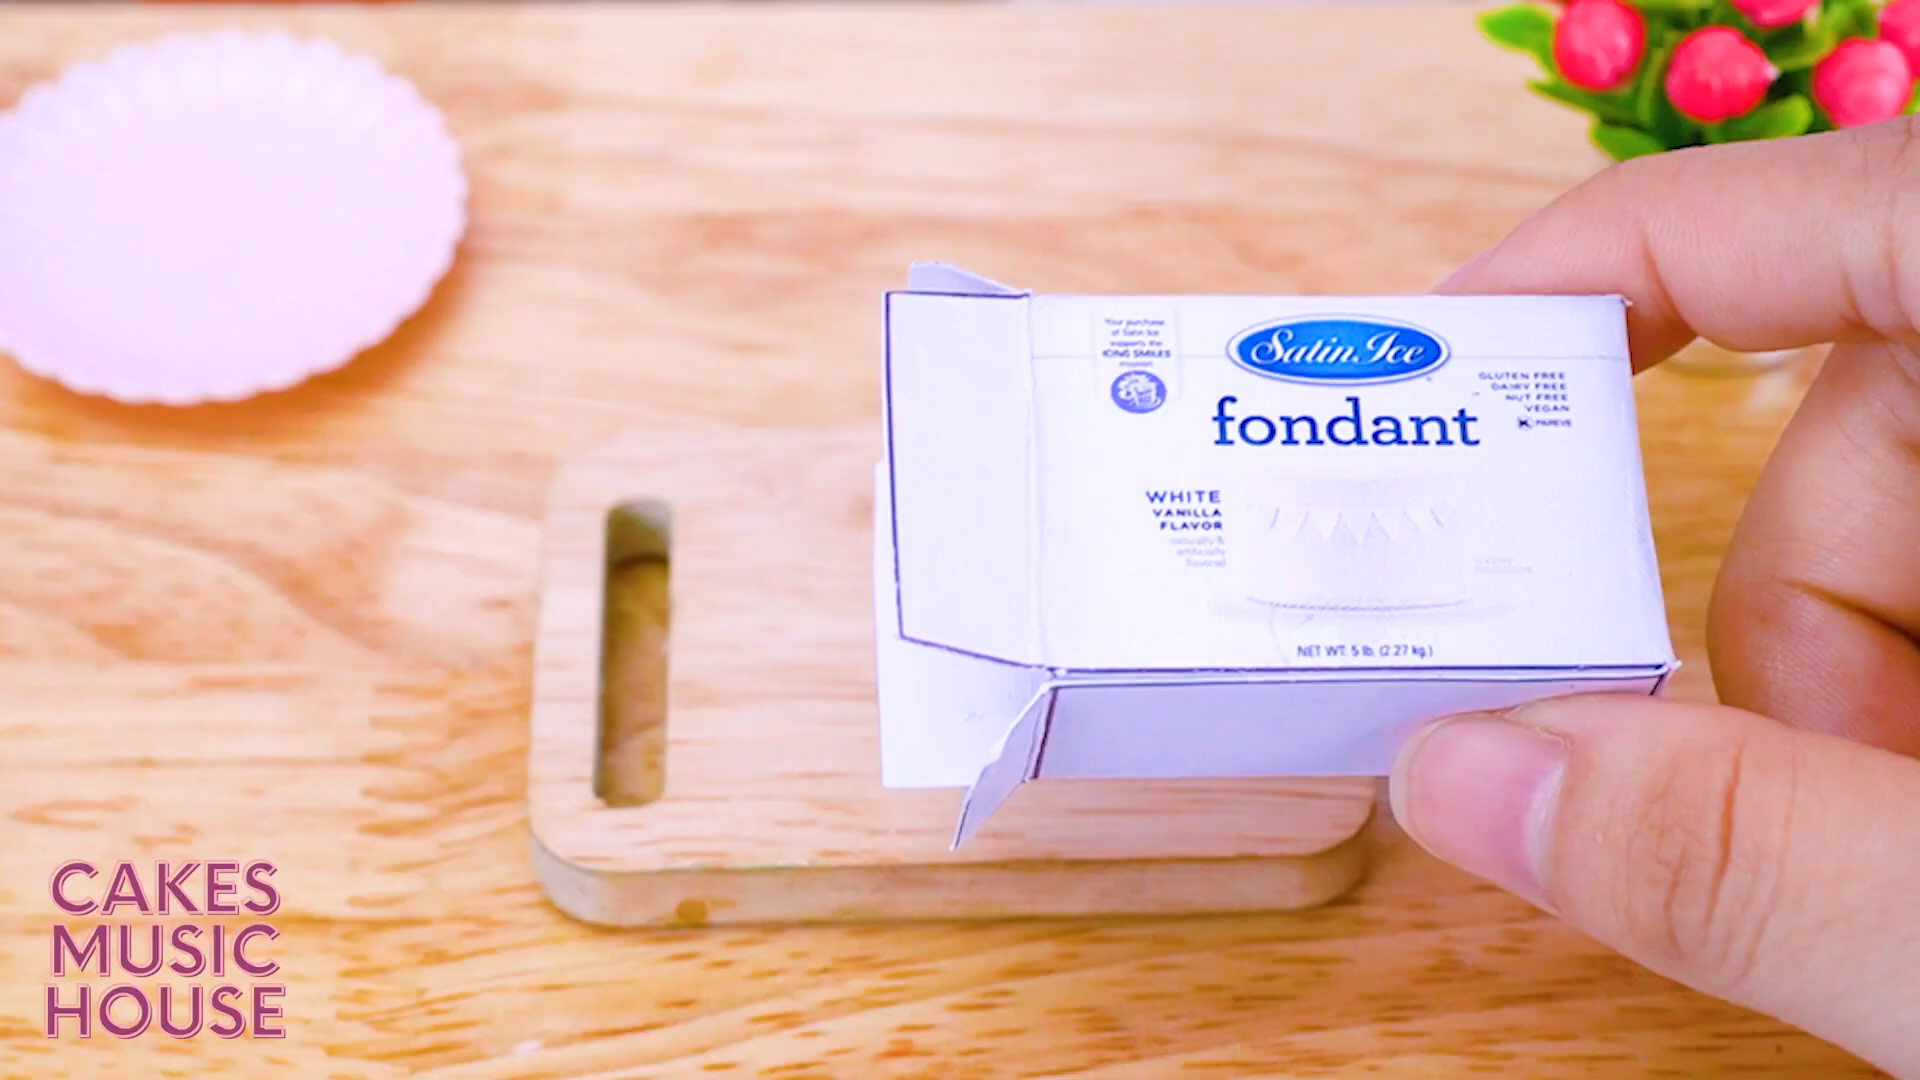 Your purchase
of Satin Ice
supports the
ICING SMILES
mission!
Satin Ice
fondant
GLUTEN FREE
DAIRY FREE
NUT FREE
VEGAN
K PAREVE
WHITE
VANILLA
FLAVOR
naturally &
artificially
flavored
NET WT. 5 lb. (2.27 kg.)
CAKES
MUSIC
HOUSE